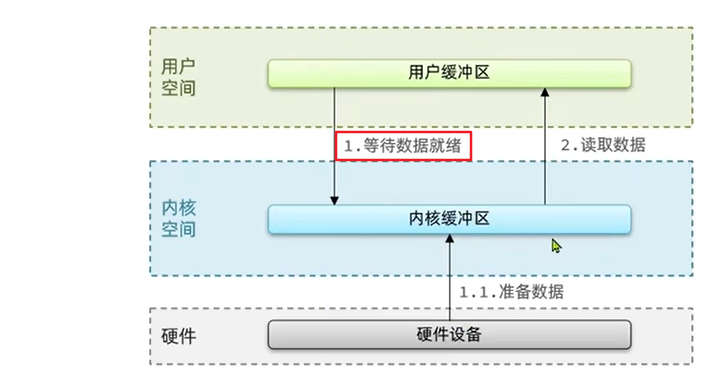 用户
空间
用户缓冲区
1.等待数据就绪
2.读取数据
内核
空间
内核缓冲区
1.1.准备数据
硬件
硬件设备